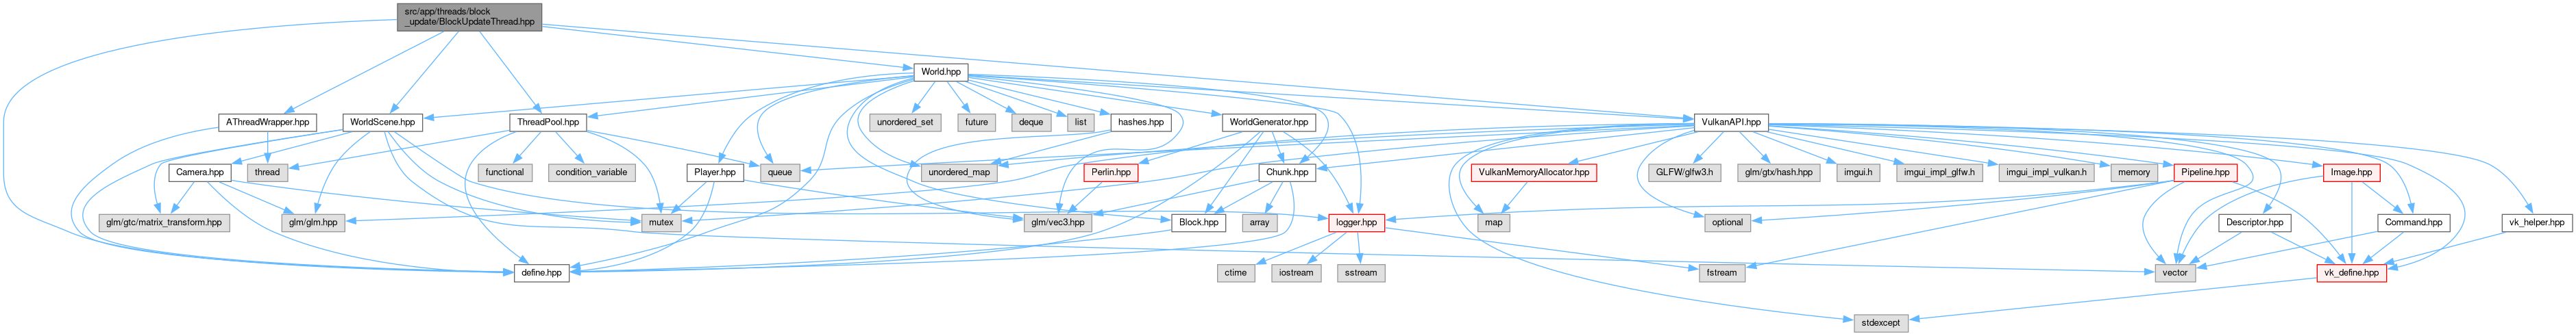 src/app/threads/block
_update/BlockUpdateThread.hpp
World.hpp
AThreadWrapper.hpp
WorldScene.hpp
ThreadPool.hpp
unordered_set
future
deque
list
hashes.hpp
WorldGenerator.hpp
VulkanAPI.hpp
Camera.hpp
thread
functional
condition_variable
Player.hpp
queue
unordered_map
Perlin.hpp
Chunk.hpp
VulkanMemoryAllocator.hpp
GLFW/glfw3.h
glm/gtx/hash.hpp
imgui.h
imgui_impl_glfw.h
imgui_impl_vulkan.h
memory
Pipeline.hpp
Image.hpp
glm/gtc/matrix_transform.hpp
glm/glm.hpp
mutex
glm/vec3.hpp
Block.hpp
array
logger.hpp
map
optional
Descriptor.hpp
Command.hpp
vk_helper.hpp
define.hpp
ctime
iostream
sstream
fstream
vector
vk_define.hpp
stdexcept